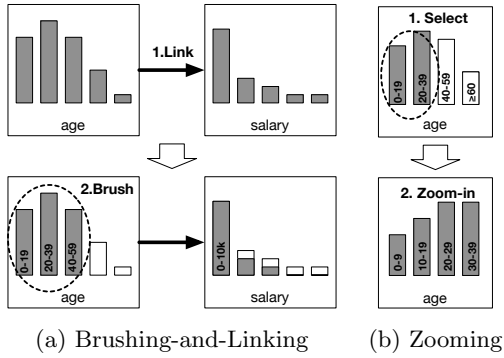 1.Link
age
salary
2.Brush
0-19
20-39
40-59
age
0-10k
salary
(a) Brushing-and-Linking
1. Select
0-19
20-39
40-59
≥60
age
2. Zoom-in
0-9
10-19
20-29
30-39
age
(b) Zooming